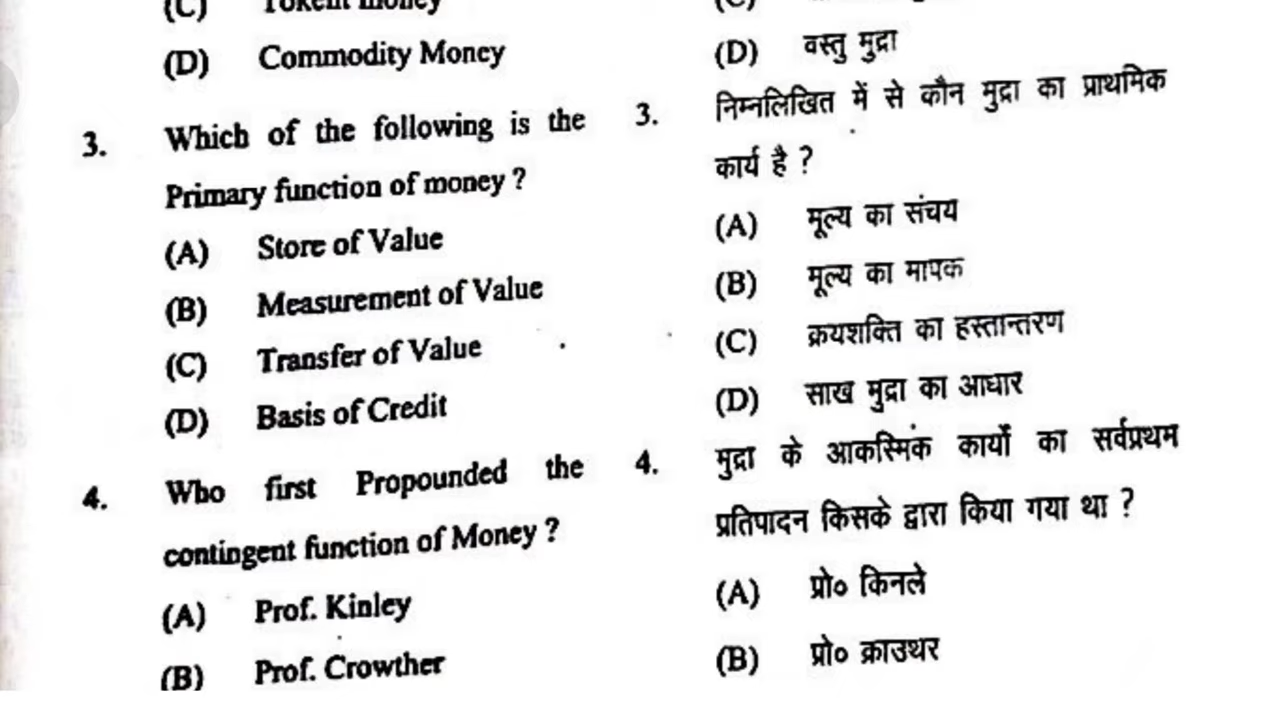 (C) Tokent money
(D) Commodity Money
3. Which of the following is the
Primary function of money ?
(A) Store of Value
(B) Measurement of Value
(C) Transfer of Value
(D) Basis of Credit
4. Who first Propounded the
contingent function of Money ?
(A) Prof. Kinley
(B) Prof. Crowther
(C)
(D) वस्तु मुद्रा
3. निम्नलिखित में से कौन मुद्रा का प्राथमिक
कार्य है ?
(A) मूल्य का संचय
(B) मूल्य का मापक
(C) क्रयशक्ति का हस्तान्तरण
(D) साख मुद्रा का आधार
4. मुद्रा के आकस्मिक कार्यों का सर्वप्रथम
प्रतिपादन किसके द्वारा किया गया था ?
(A) प्रो० किनले
(B) प्रो० क्राउथर